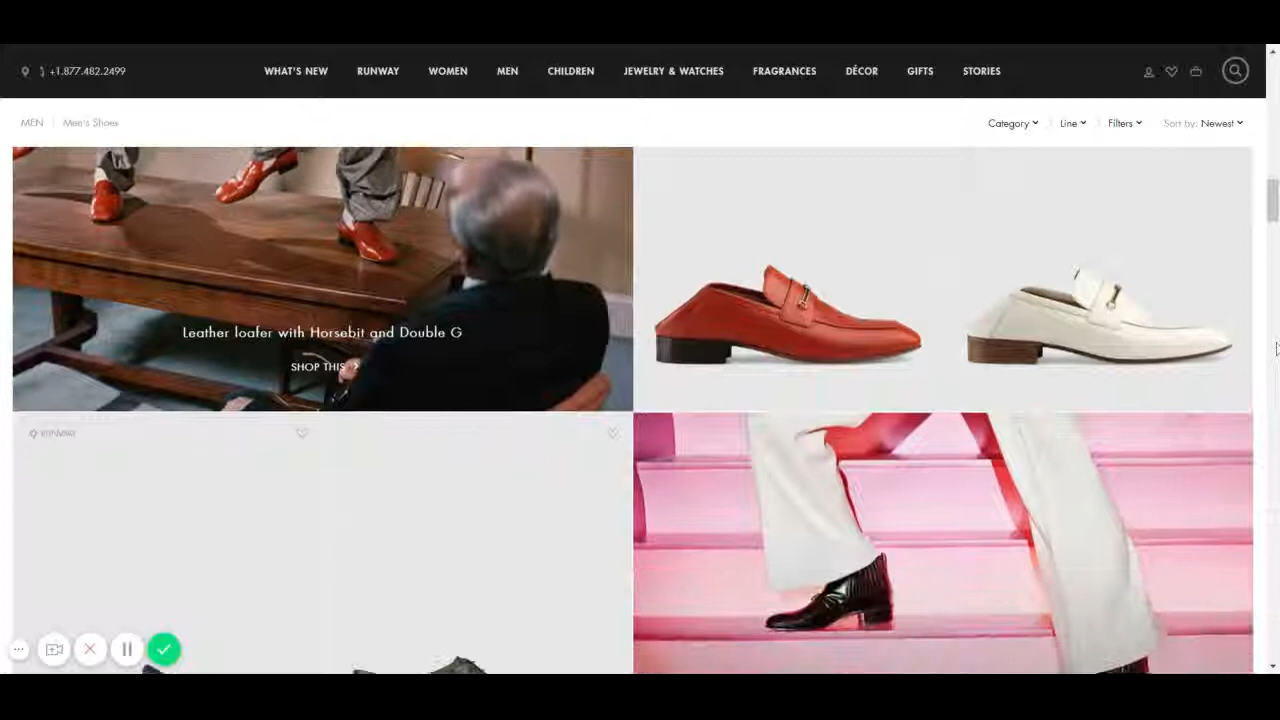 +1.877.482.2499 WHAT'S NEW RUNWAY WOMEN MEN CHILDREN JEWELRY & WATCHES FRAGRANCES DÉCOR GIFTS STORIES
MEN Men's Shoes Category Line Filters Sort by: Newest
Leather loafer with Horsebit and Double G
SHOP THIS
RUNWAY